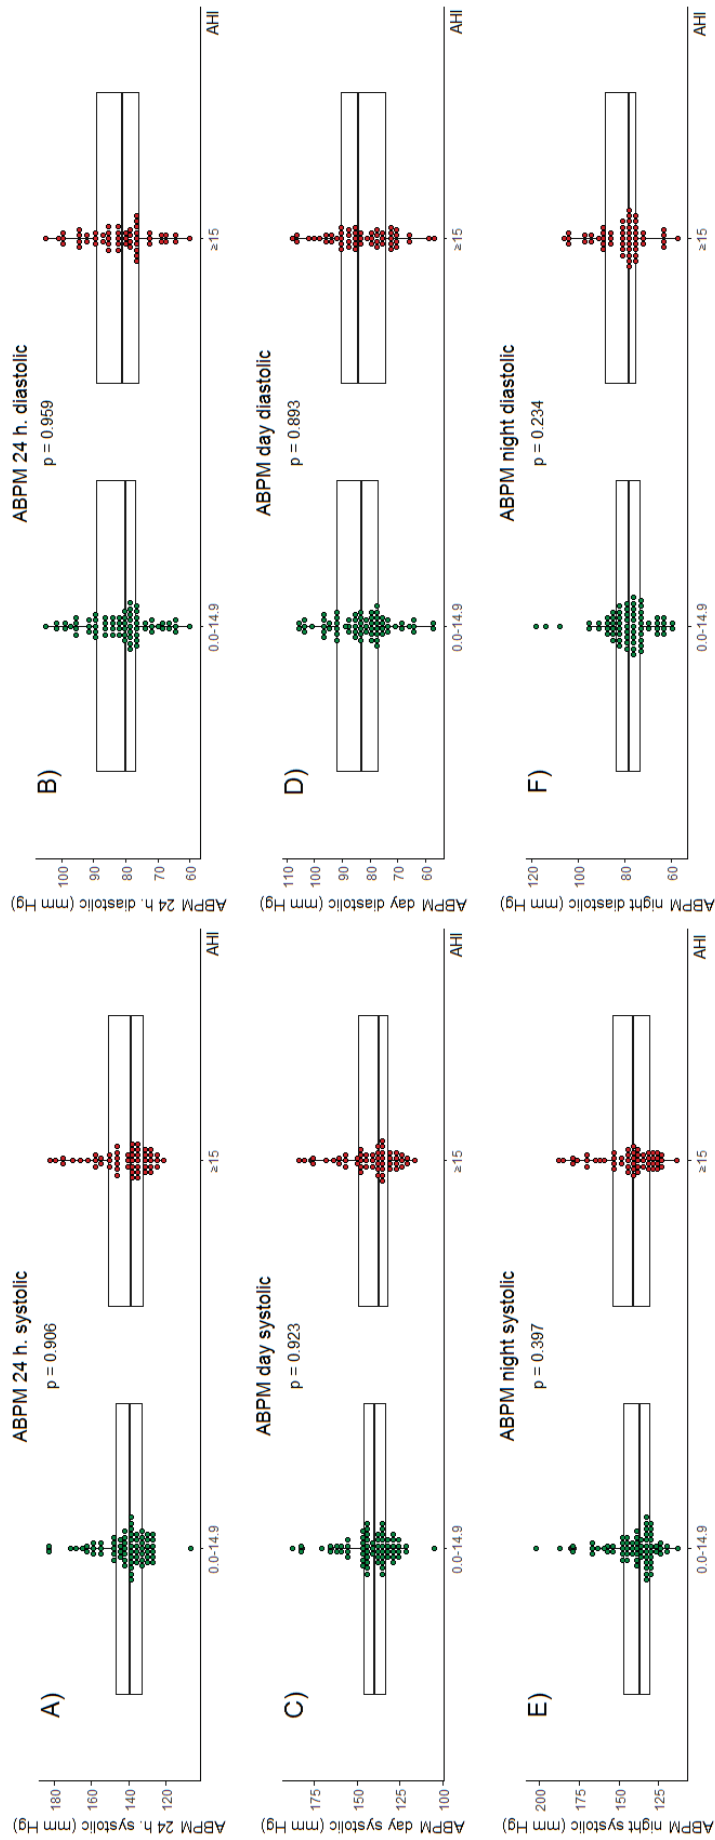 A)
ABPM 24 h. systolic
p = 0.906
ABPM 24 h. systolic (mm Hg)
180
160
140
120
0.0-14.9
≥15
AHI
B)
ABPM 24 h. diastolic
p = 0.959
ABPM 24 h. diastolic (mm Hg)
100
90
80
70
60
0.0-14.9
≥15
AHI
C)
ABPM day systolic
p = 0.923
ABPM day systolic (mm Hg)
175
150
125
100
0.0-14.9
≥15
AHI
D)
ABPM day diastolic
p = 0.893
ABPM day diastolic (mm Hg)
110
100
90
80
70
60
0.0-14.9
≥15
AHI
E)
ABPM night systolic
p = 0.397
ABPM night systolic (mm Hg)
200
175
150
125
0.0-14.9
≥15
AHI
F)
ABPM night diastolic
p = 0.234
ABPM night diastolic (mm Hg)
120
100
80
60
0.0-14.9
≥15
AHI